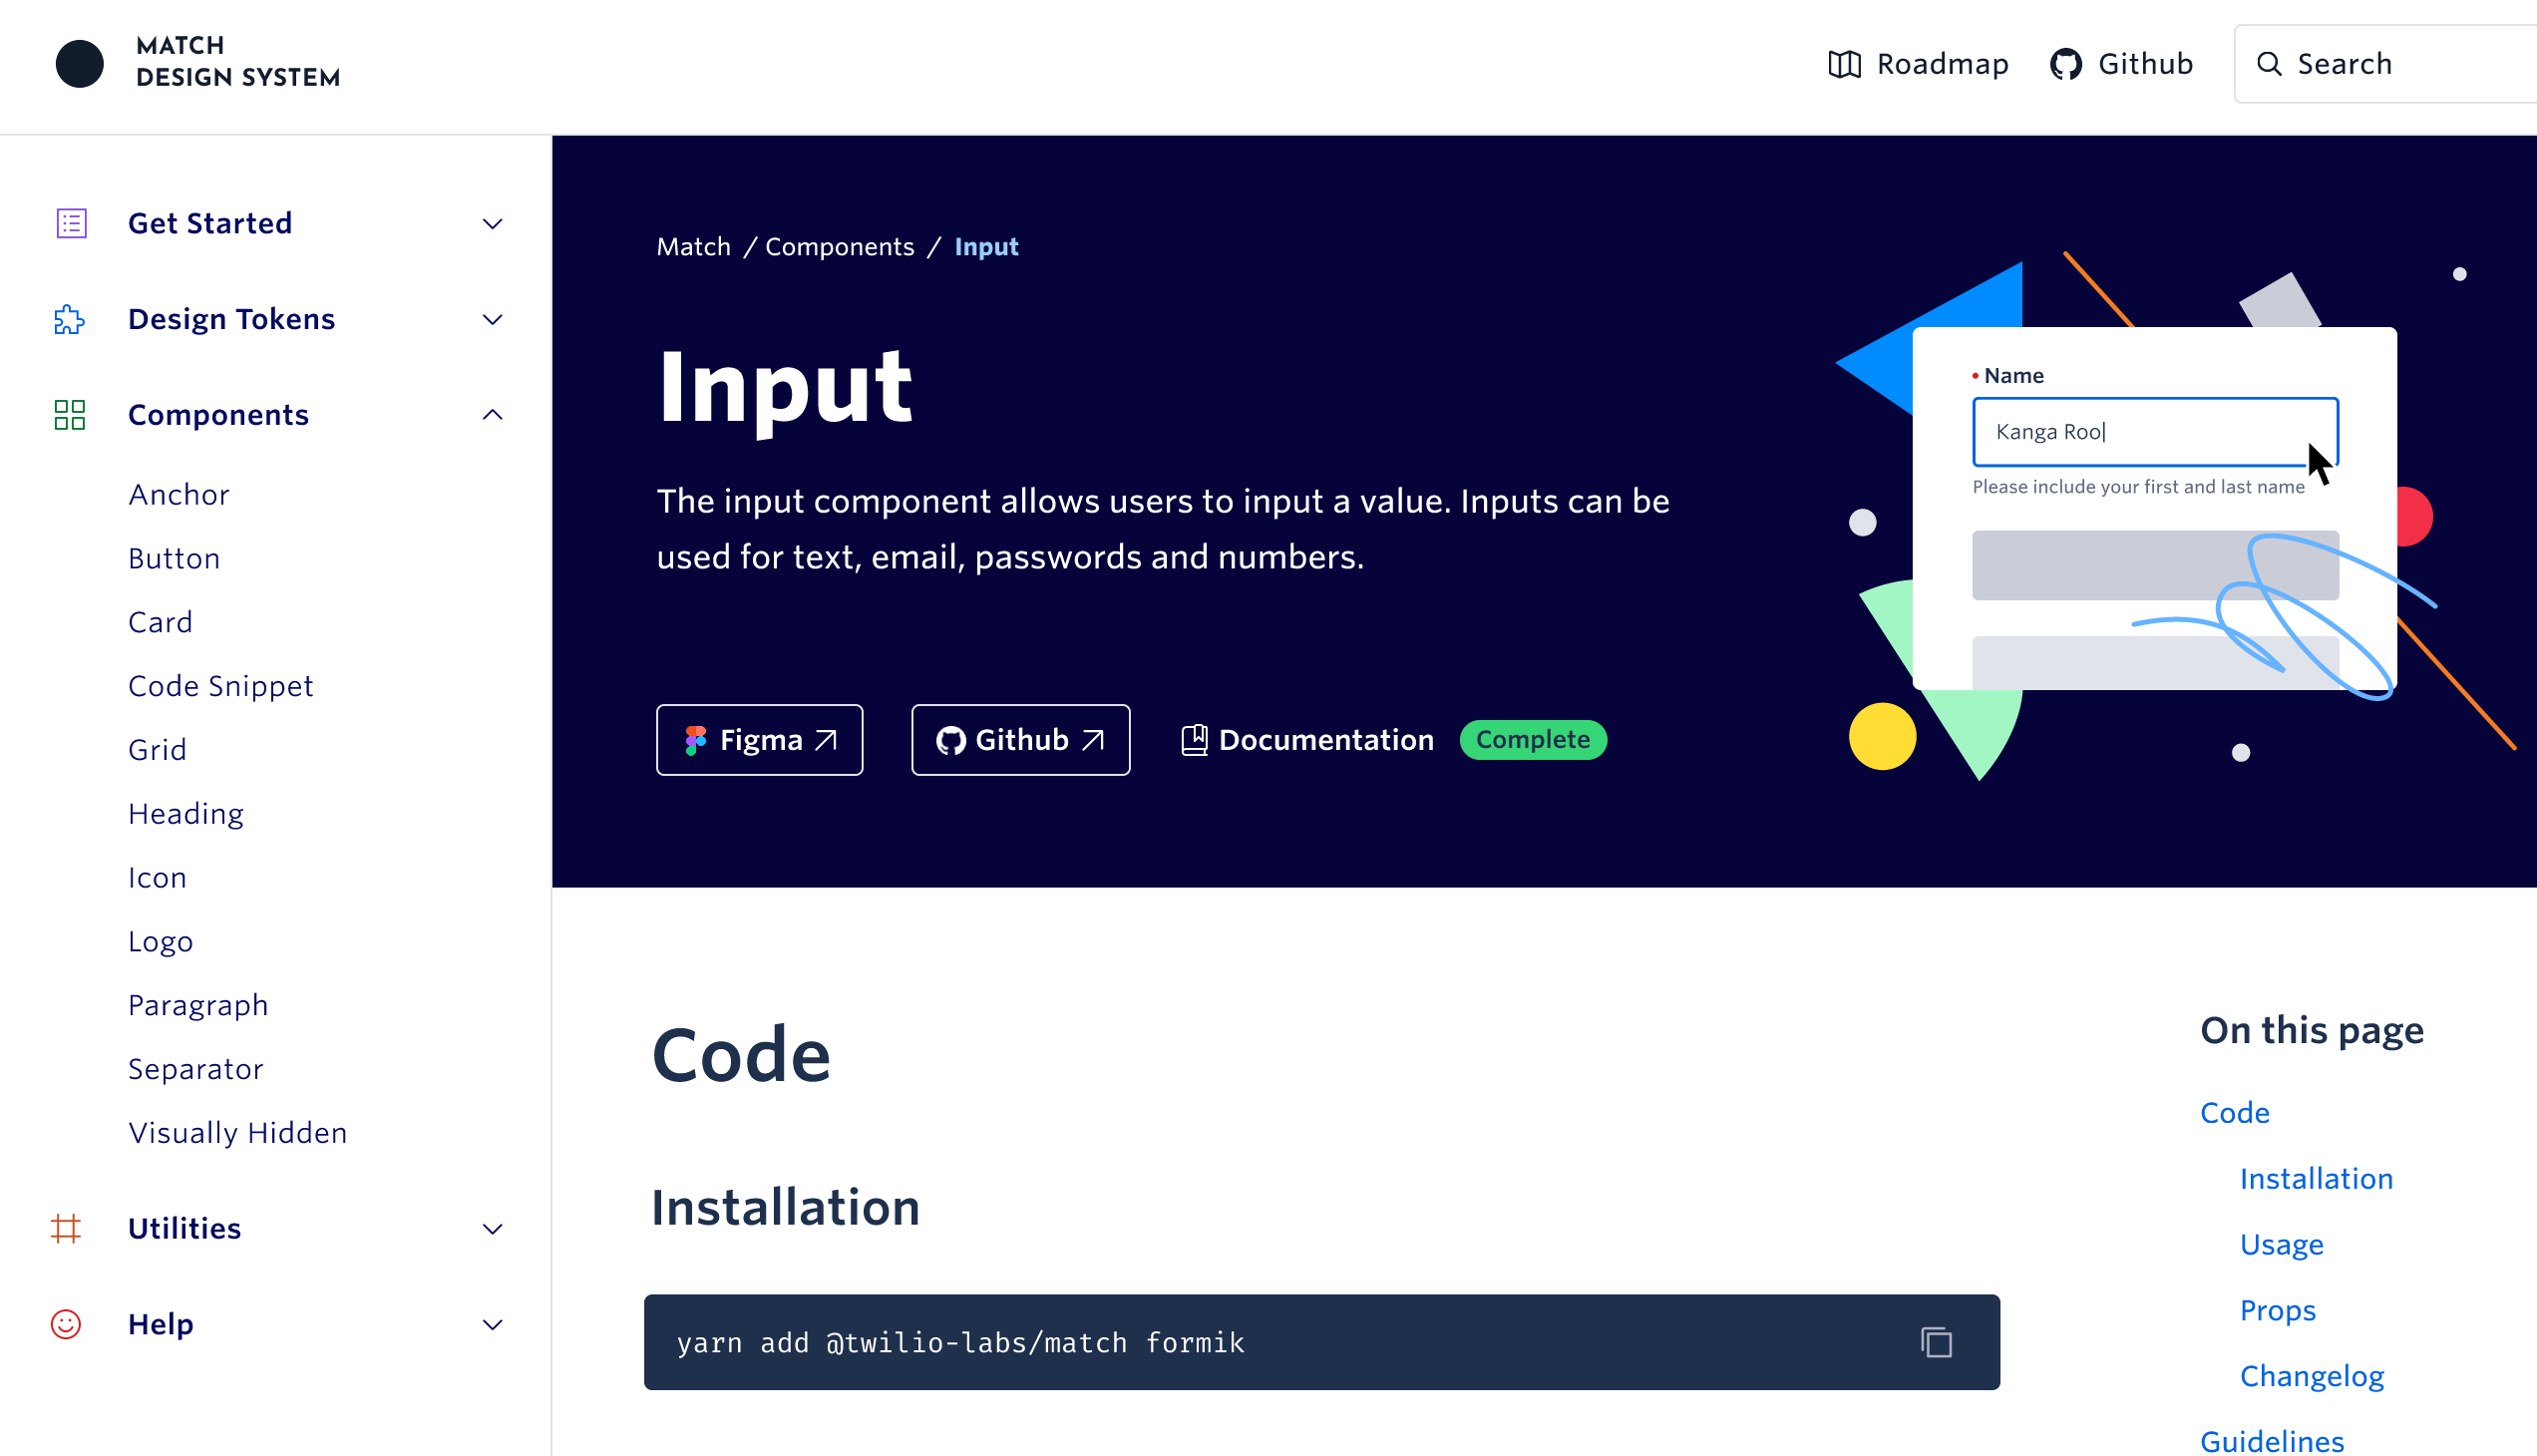 MATCH
DESIGN SYSTEM
Roadmap
Github
Search
Get Started
Design Tokens
Components
Anchor
Button
Card
Code Snippet
Grid
Heading
Icon
Logo
Paragraph
Separator
Visually Hidden
Utilities
Help
Match / Components / Input
Input
The input component allows users to input a value. Inputs can be
used for text, email, passwords and numbers.
Figma
Github
Documentation
Complete
Name
Kanga Roo
Please include your first and last name
Code
Installation
yarn add @twilio-labs/match formik
On this page
Code
Installation
Usage
Props
Changelog
Guidelines